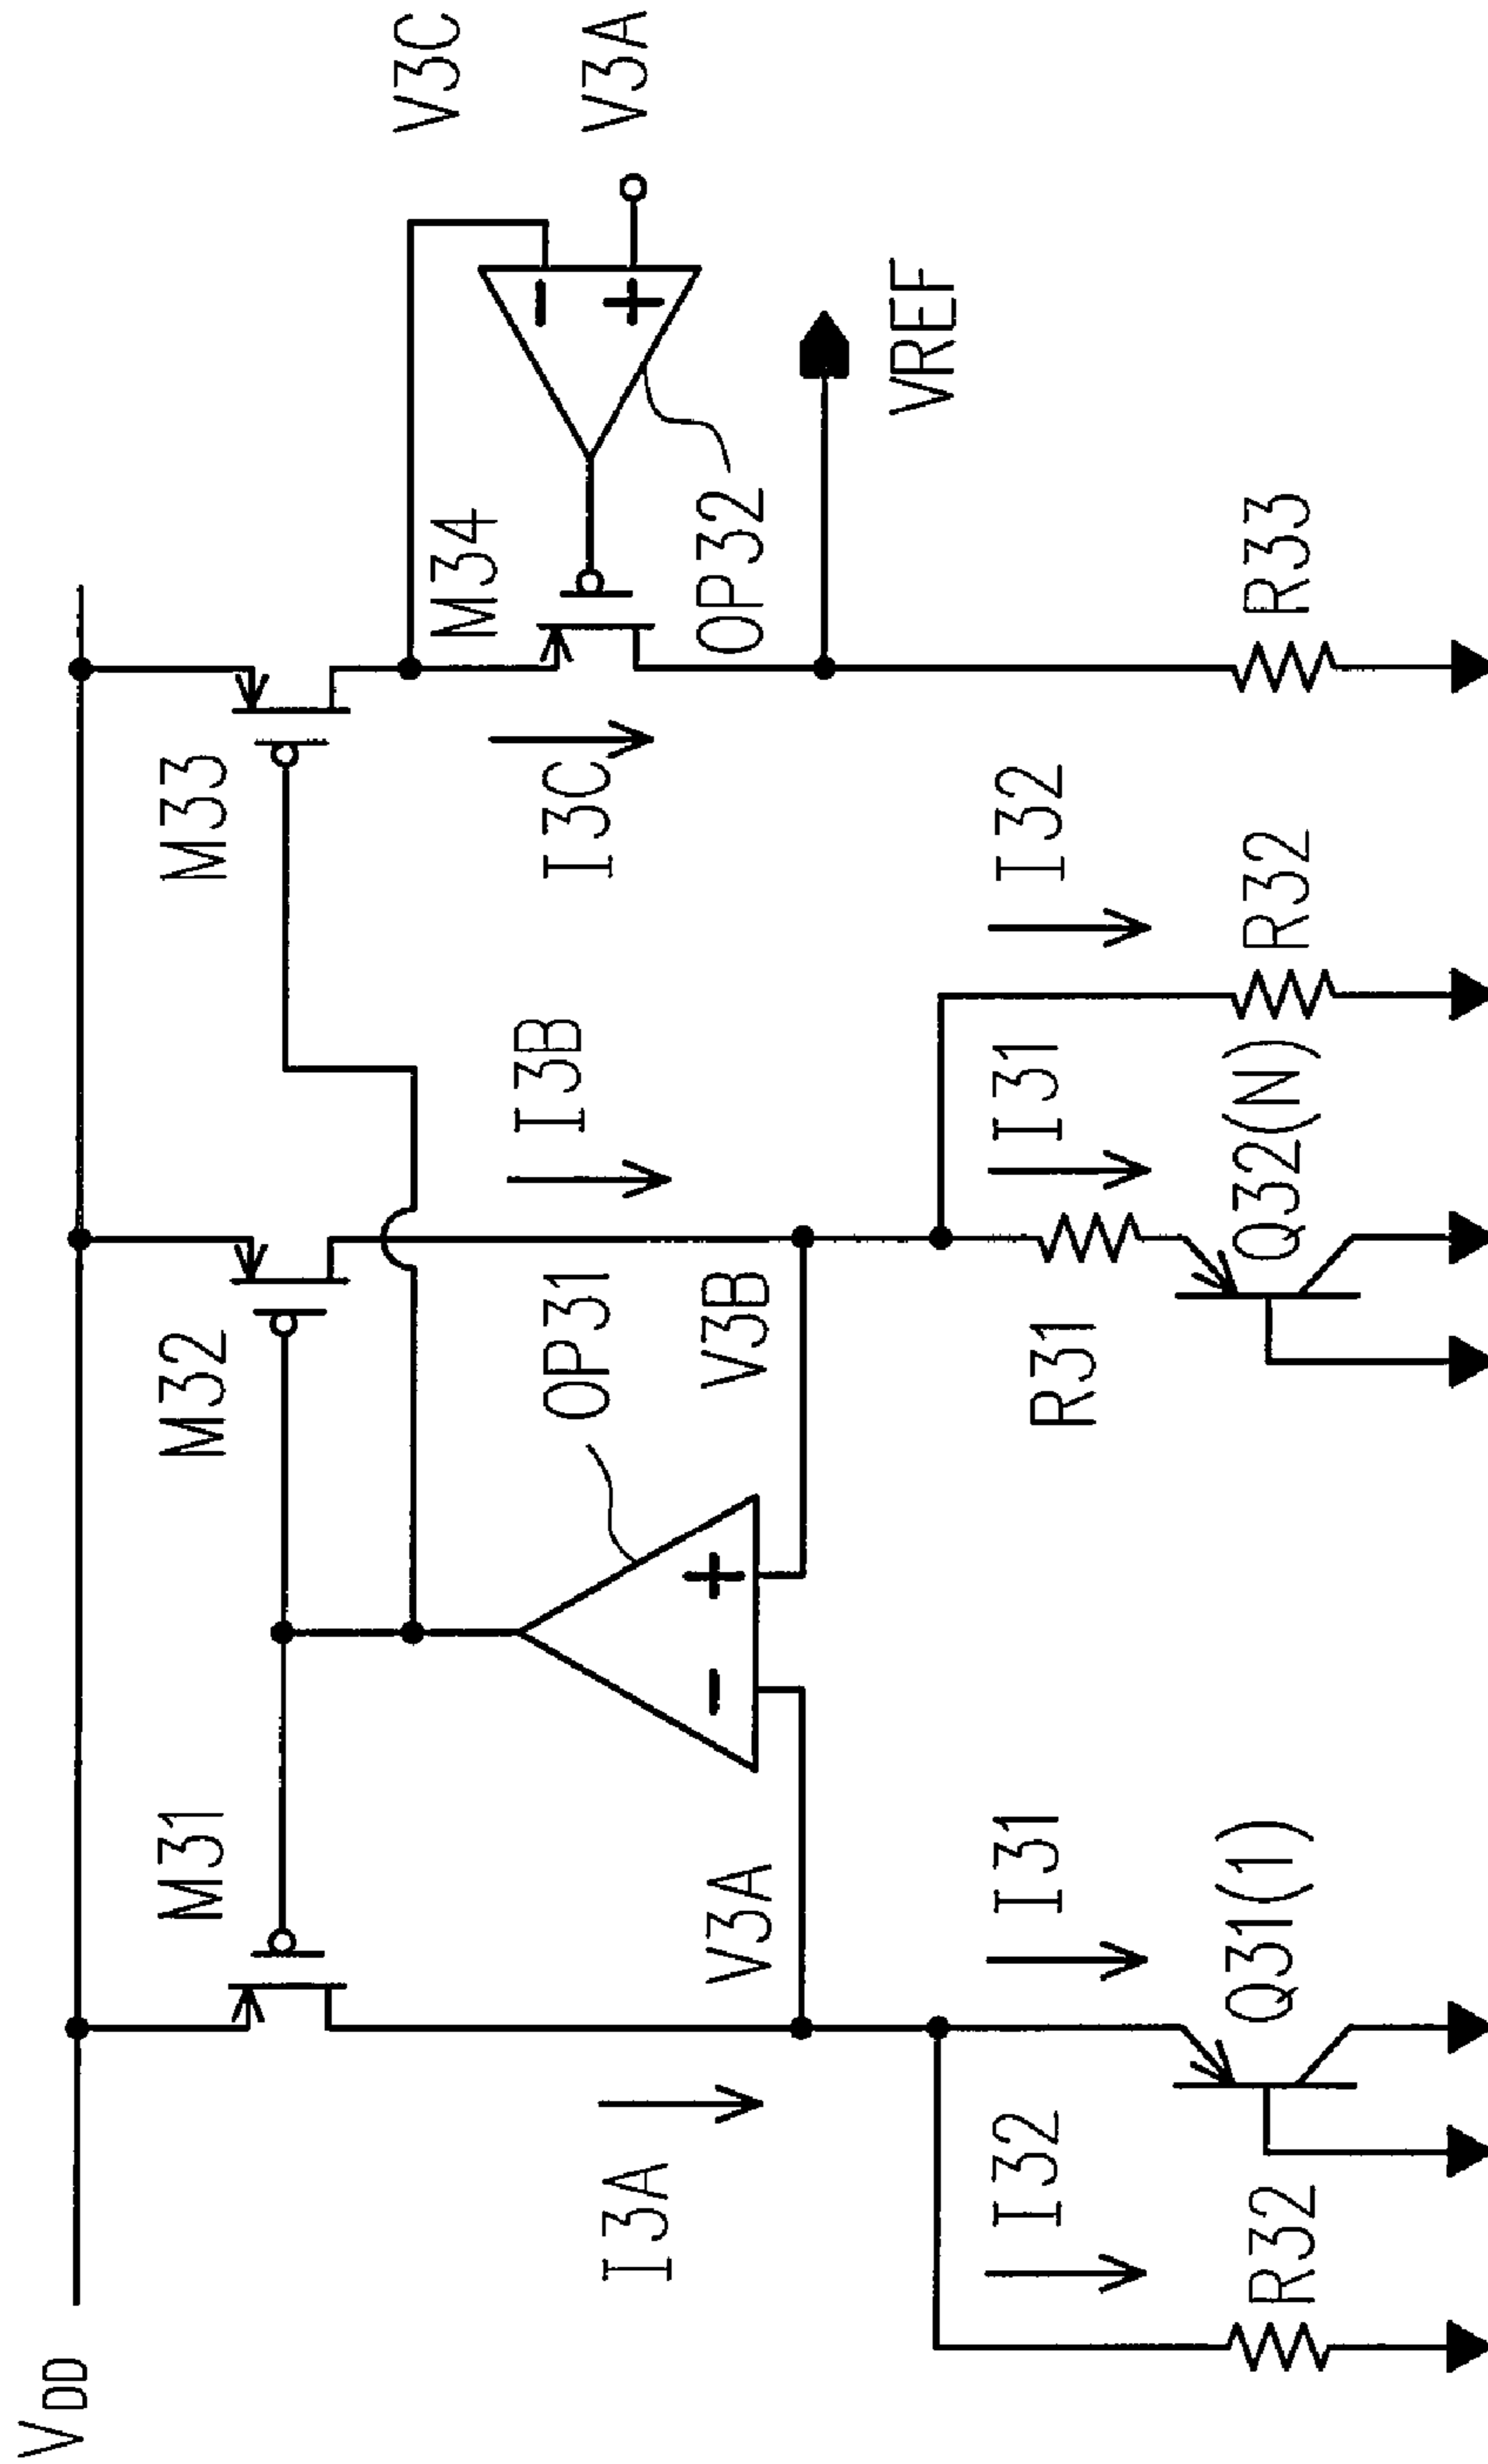 VDD
M31
M32
M33
V3C
V3A
M34
OP32
VREF
I3A
V3A
OP31
V3B
I3B
I3C
I32
I31
I31
I32
R32
Q31(1)
R31
Q32(N)
R32
R33